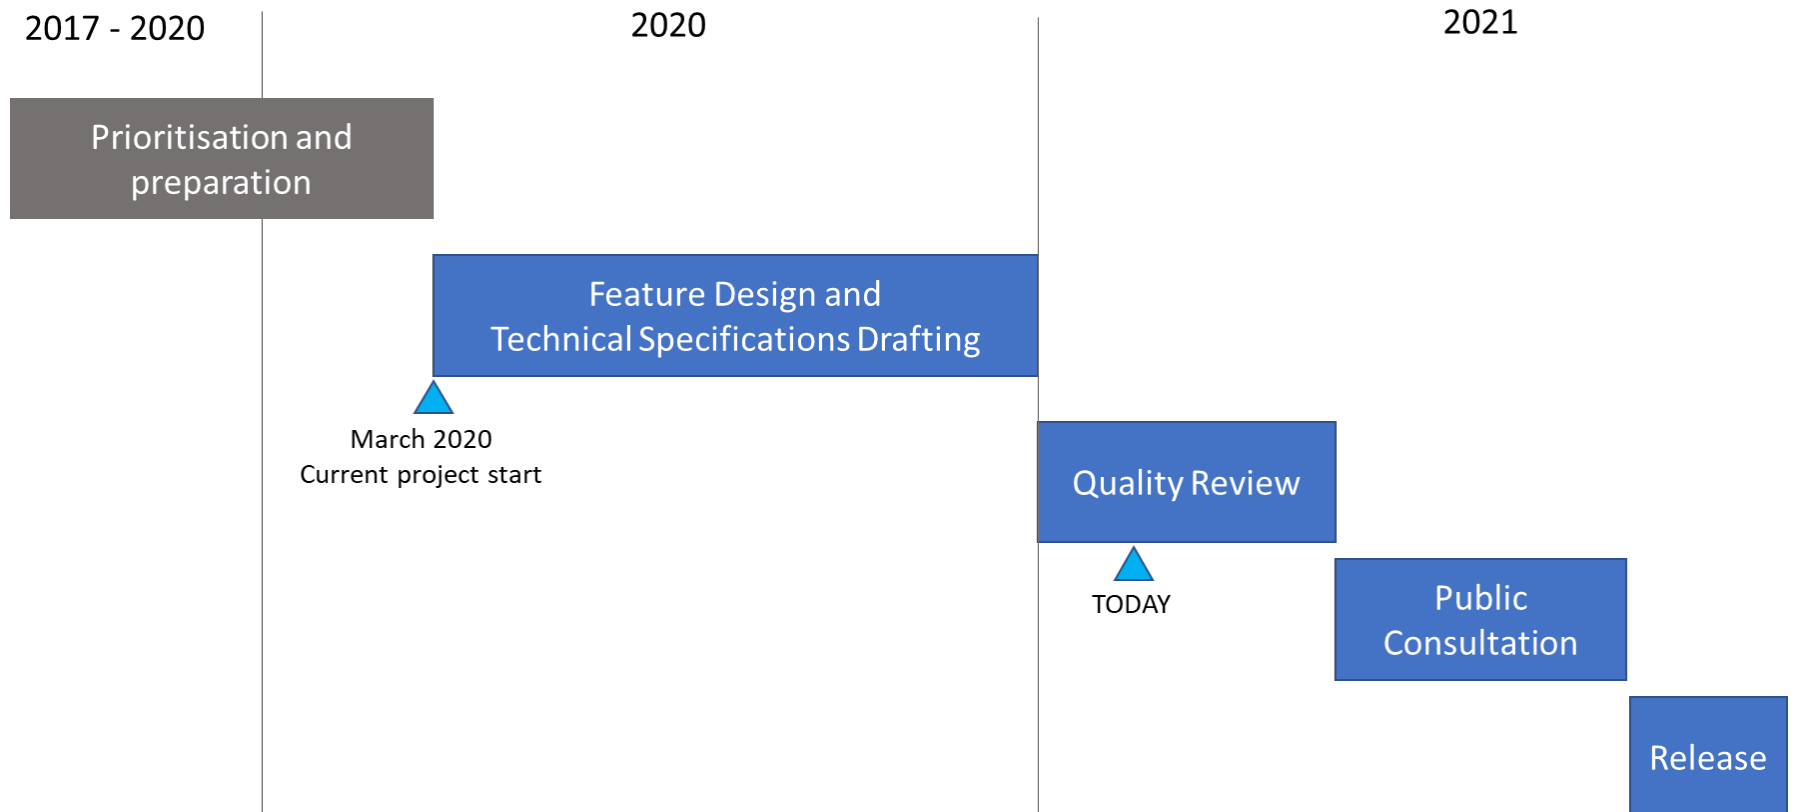 2017 - 2020
2020
2021
Prioritisation and
preparation
Feature Design and
Technical Specifications Drafting
March 2020
Current project start
Quality Review
TODAY
Public
Consultation
Release